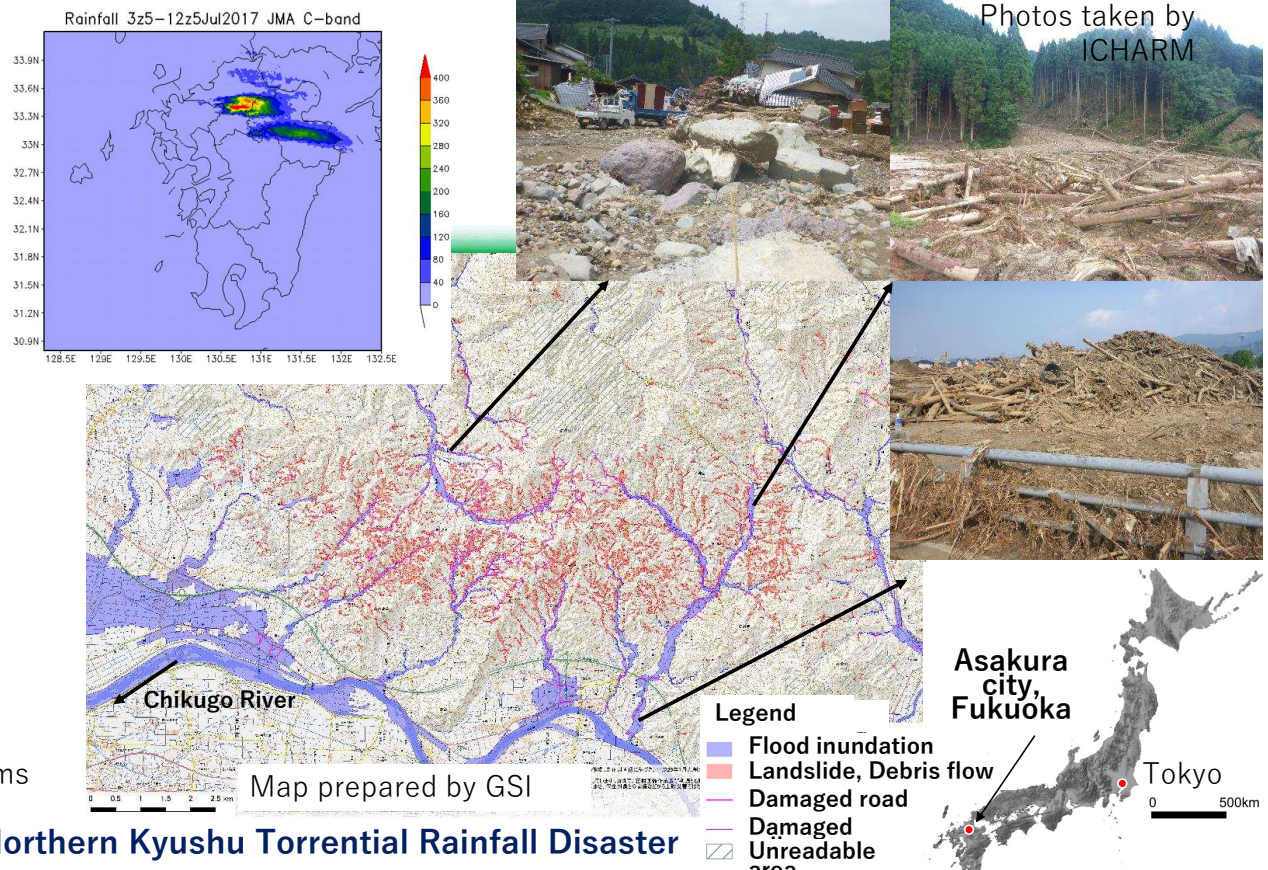 Rainfall 3z5-12z5Jul2017 JMA C-band
33.9N
33.6N
33.3N
33N
32.7N
32.4N
32.1N
31.8N
31.5N
31.2N
30.9N
128.5E 129E 129.5E 130E 130.5E 131E 131.5E 132E 132.5E
400
360
320
280
240
200
160
120
80
40
0
Photos taken by
ICHARM
Chikugo River
ms
0 0.5 1 1.5 2 2.5 km
Map prepared by GSI
Northern Kyushu Torrential Rainfall Disaster
Legend
Flood inundation
Landslide, Debris flow
Damaged road
Damaged
Unreadable
area
Asakura
city,
Fukuoka
Tokyo
0 500km